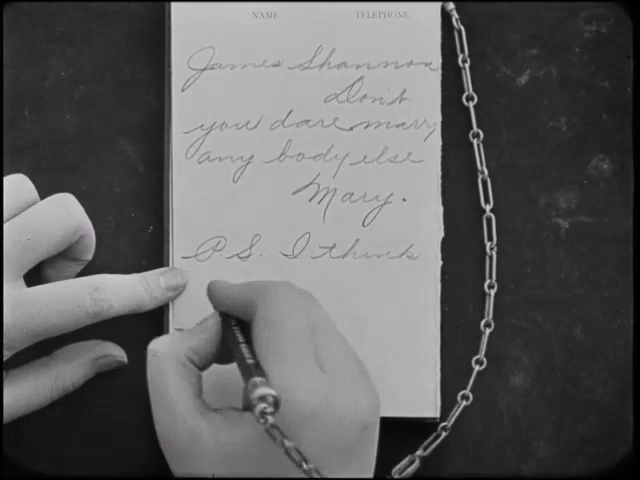 NAME TELEPHONE
James Shannon
Don't
you dare marry
any body else
Mary.
P.S. I think